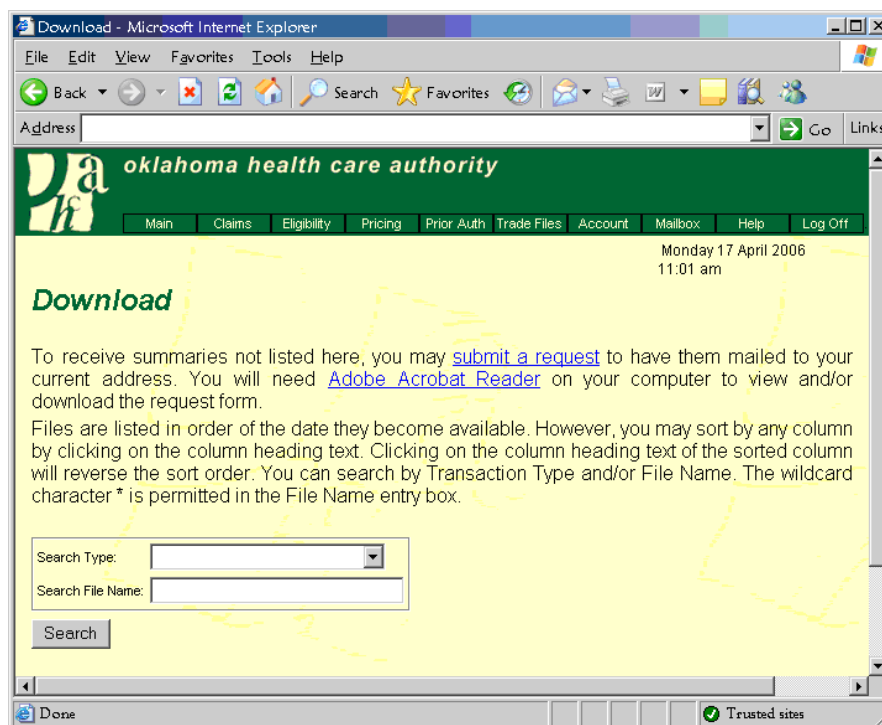 Download - Microsoft Internet Explorer
File Edit View Favorites Tools Help
Back Search Favorites
Address Go Links
oklahoma health care authority
Main Claims Eligibility Pricing Prior Auth Trade Files Account Mailbox Help Log Off
Monday 17 April 2006
11:01 am
Download
To receive summaries not listed here, you may submit a request to have them mailed to your
current address. You will need Adobe Acrobat Reader on your computer to view and/or
download the request form.
Files are listed in order of the date they become available. However, you may sort by any column
by clicking on the column heading text. Clicking on the column heading text of the sorted column
will reverse the sort order. You can search by Transaction Type and/or File Name. The wildcard
character * is permitted in the File Name entry box.
Search Type:
Search File Name:
Search
Done Trusted sites